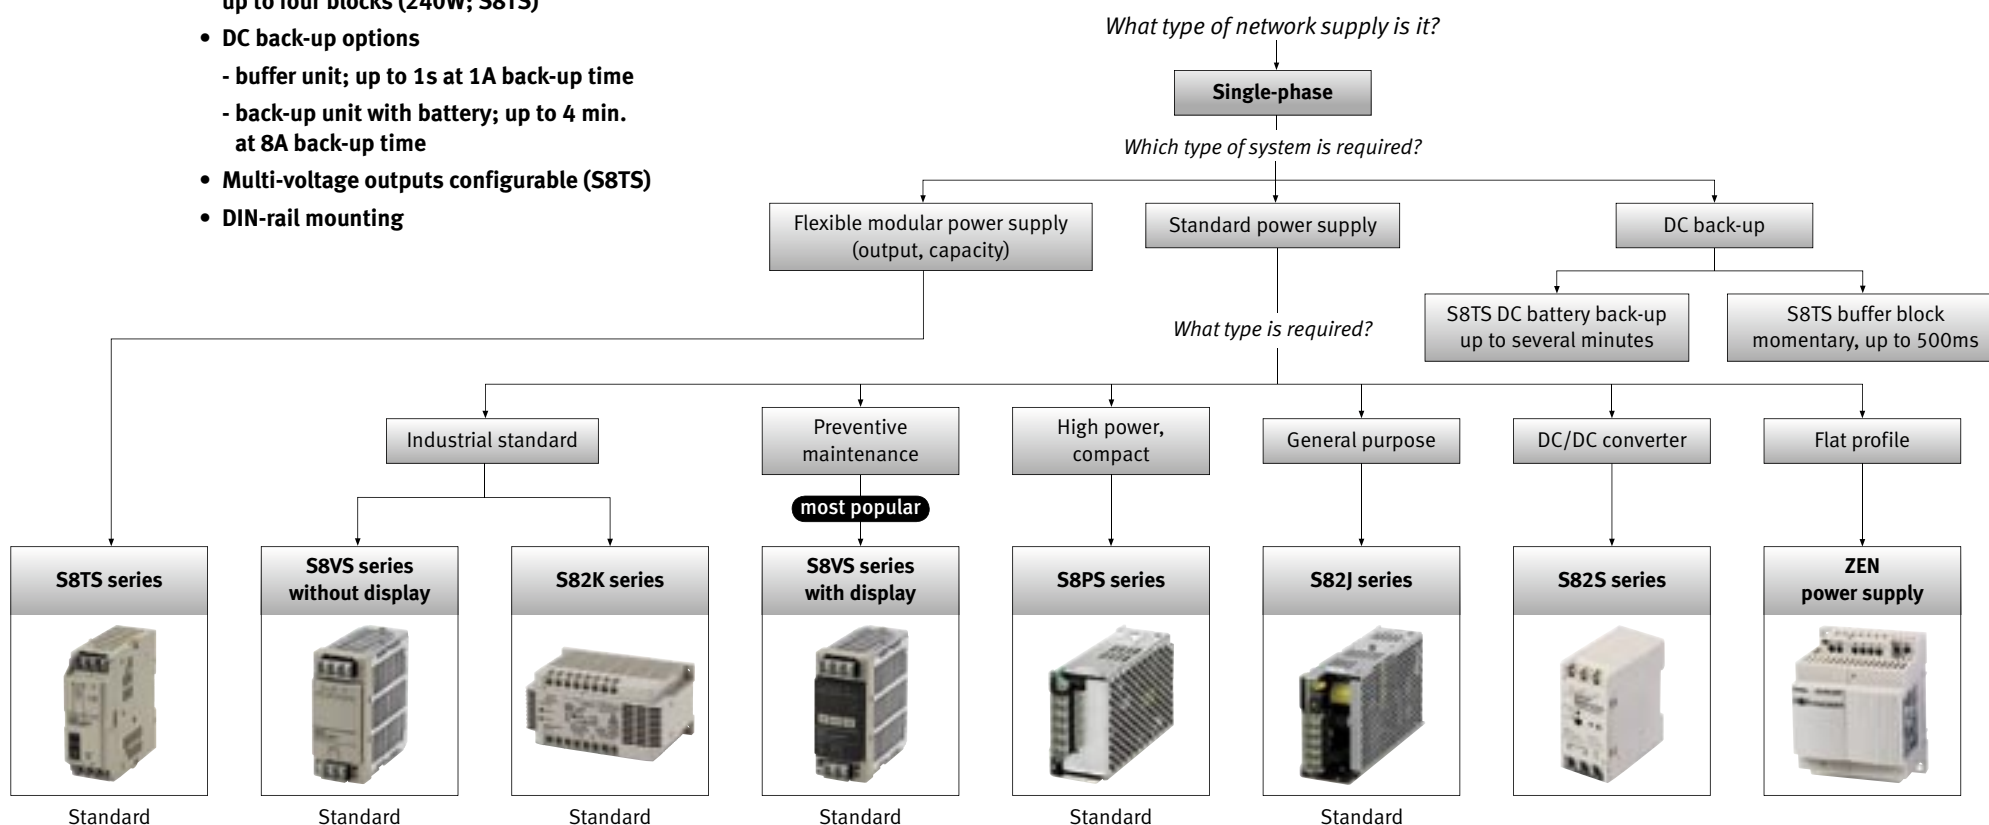 up to four blocks (240W; S8TS)
• DC back-up options
- buffer unit; up to 1s at 1A back-up time
- back-up unit with battery; up to 4 min.
at 8A back-up time
• Multi-voltage outputs configurable (S8TS)
• DIN-rail mounting
What type of network supply is it?
Single-phase
Which type of system is required?
Flexible modular power supply
(output, capacity)
Standard power supply
DC back-up
S8TS DC battery back-up
up to several minutes
S8TS buffer block
momentary, up to 500ms
What type is required?
Industrial standard
Preventive
maintenance
High power,
compact
General purpose
DC/DC converter
Flat profile
most popular
S8TS series
S8VS series
without display
S82K series
S8VS series
with display
S8PS series
S82J series
S82S series
ZEN
power supply
Standard
Standard
Standard
Standard
Standard
Standard